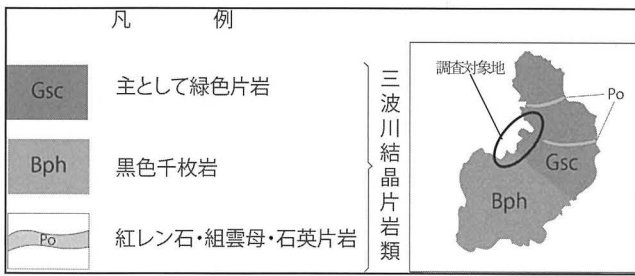 凡例
Gsc
主として緑色片岩
Bph
黒色千枚岩
Po
紅レン石・組雲母・石英片岩
三波川結晶片岩類
調査対象地
Po
Gsc
Bph